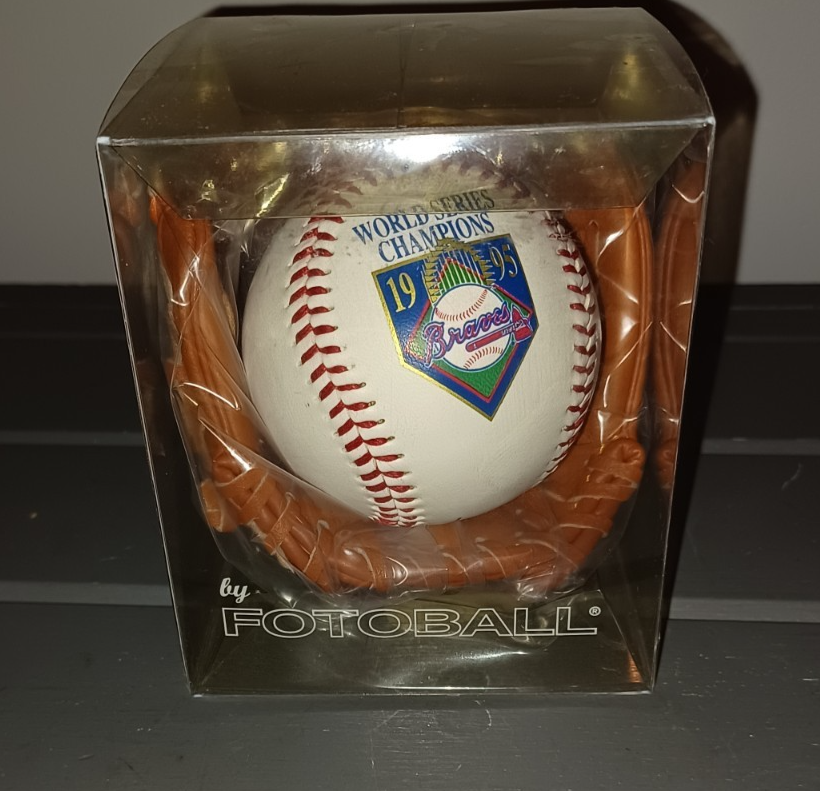 WORLD SERIES
CHAMPIONS
19 95
Braves
by
FOTOBALL®